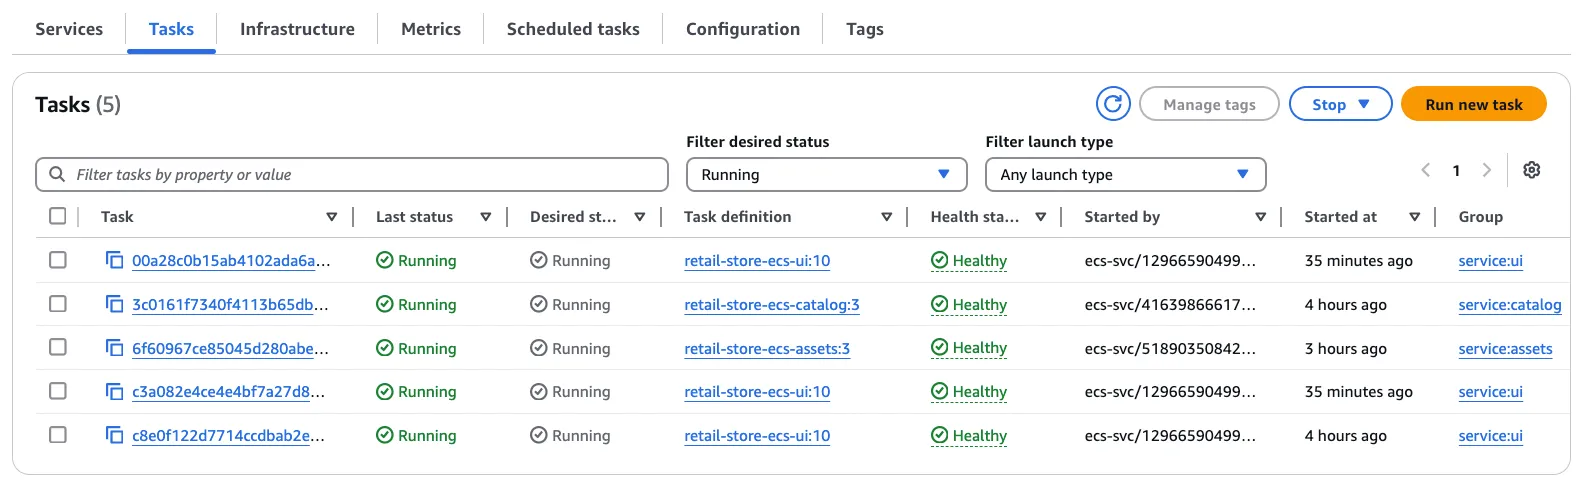 Services Tasks Infrastructure Metrics Scheduled tasks Configuration Tags
Tasks (5) Manage tags Stop Run new task
Filter desired status Filter launch type
Filter tasks by property or value Running Any launch type 1
Task Last status Desired st... Task definition Health sta... Started by Started at Group
00a28c0b15ab4102ada6a... Running Running retail-store-ecs-ui:10 Healthy ecs-svc/12966590499... 35 minutes ago service:ui
3c0161f7340f4113b65db... Running Running retail-store-ecs-catalog:3 Healthy ecs-svc/41639866617... 4 hours ago service:catalog
6f60967ce85045d280abe... Running Running retail-store-ecs-assets:3 Healthy ecs-svc/51890350842... 3 hours ago service:assets
c3a082e4ce4e4bf7a27d8... Running Running retail-store-ecs-ui:10 Healthy ecs-svc/12966590499... 35 minutes ago service:ui
c8e0f122d7714ccdbab2e... Running Running retail-store-ecs-ui:10 Healthy ecs-svc/12966590499... 4 hours ago service:ui